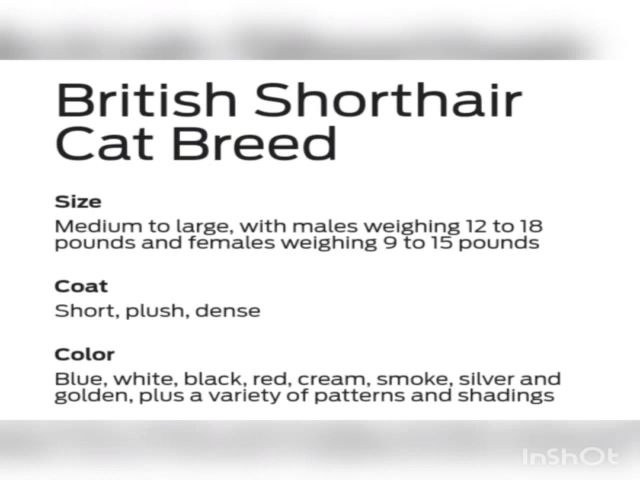 British Shorthair
Cat Breed
Size
Medium to large, with males weighing 12 to 18
pounds and females weighing 9 to 15 pounds
Coat
Short, plush, dense
Color
Blue, white, black, red, cream, smoke, silver and
golden, plus a variety of patterns and shadings
InShOt